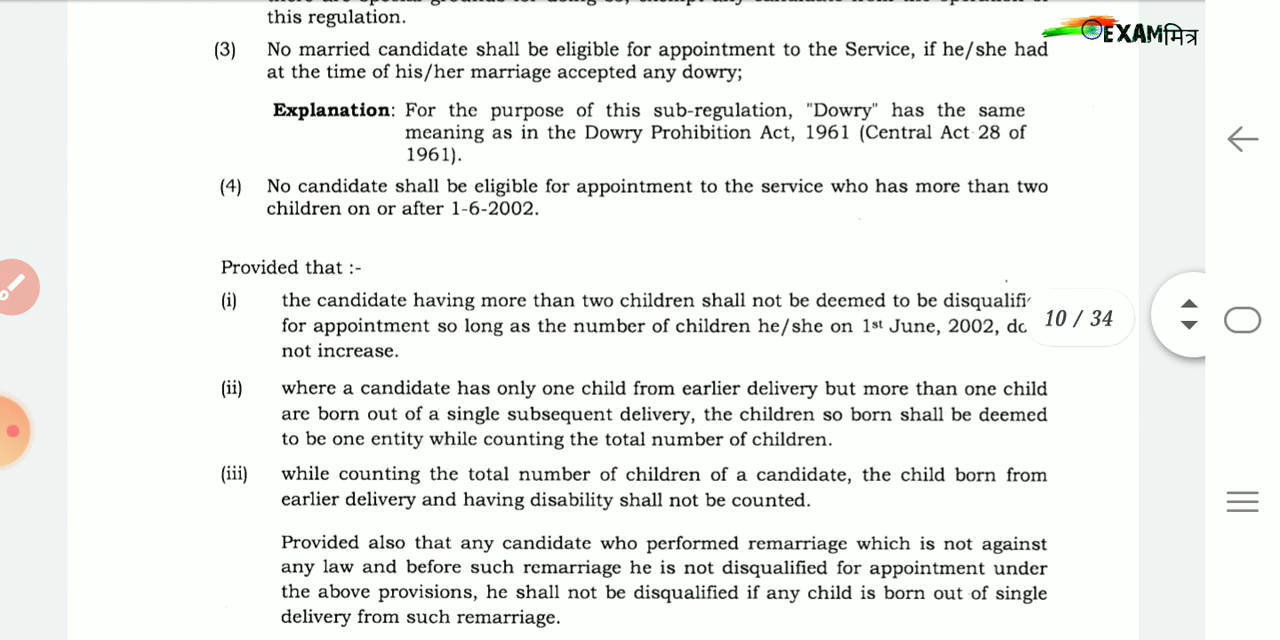 this regulation.
EXAMमित्र
(3) No married candidate shall be eligible for appointment to the Service, if he/she had
at the time of his/her marriage accepted any dowry;
Explanation: For the purpose of this sub-regulation, "Dowry" has the same
meaning as in the Dowry Prohibition Act, 1961 (Central Act 28 of
1961).
(4) No candidate shall be eligible for appointment to the service who has more than two
children on or after 1-6-2002.
Provided that :-
(i) the candidate having more than two children shall not be deemed to be disqualifi
for appointment so long as the number of children he/she on 1st June, 2002, do
10 / 34
not increase.
(ii) where a candidate has only one child from earlier delivery but more than one child
are born out of a single subsequent delivery, the children so born shall be deemed
to be one entity while counting the total number of children.
(iii) while counting the total number of children of a candidate, the child born from
earlier delivery and having disability shall not be counted.
Provided also that any candidate who performed remarriage which is not against
any law and before such remarriage he is not disqualified for appointment under
the above provisions, he shall not be disqualified if any child is born out of single
delivery from such remarriage.